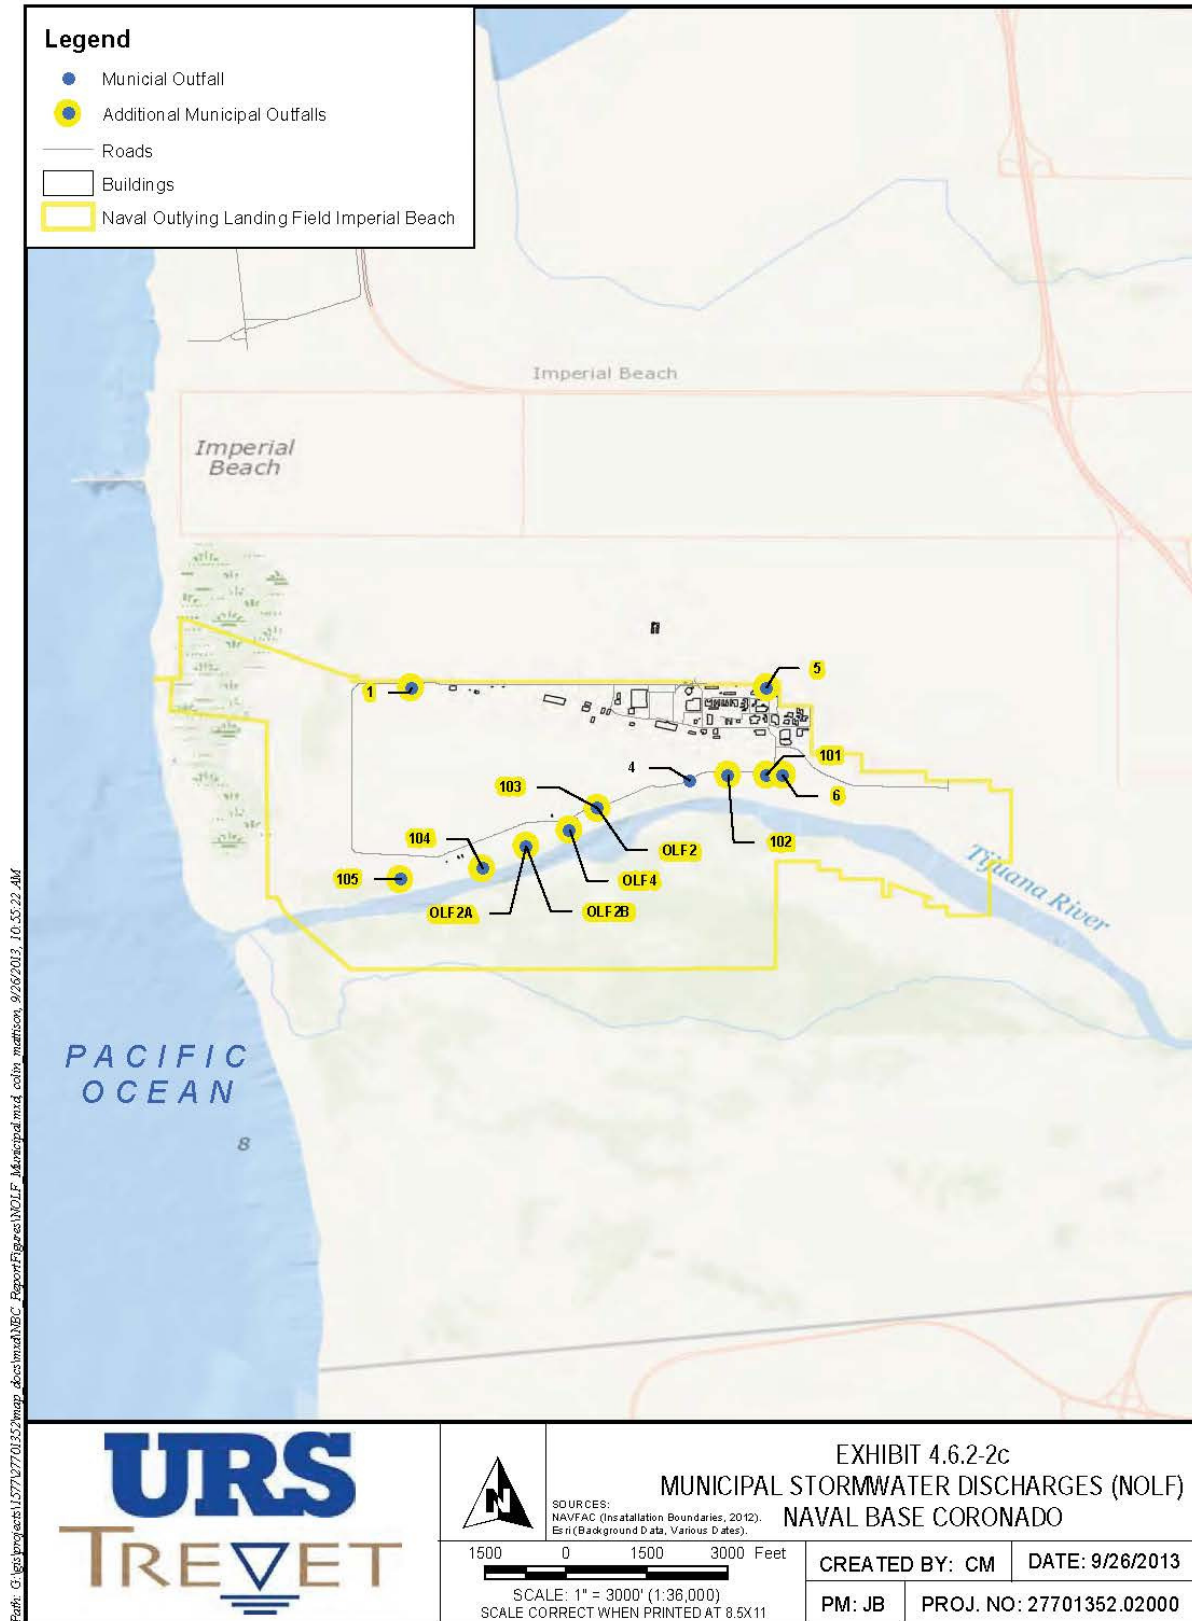 Legend
Municial Outfall
Additional Municipal Outfalls
Roads
Buildings
Naval Outlying Landing Field Imperial Beach
Imperial Beach
Imperial
Beach
5
1
101
4
103
6
104
102
OLF2
105
OLF4
OLF2A
OLF2B
Tijuana River
PACIFIC
OCEAN
8
Path: G:\gis\projects\1577\27701352\map_docs\mxd\NBC_ReportFigures\NOLF_Municipal.mxd, colin_mattison, 9/26/2013, 10:55:22 AM
URS
TREVET
N
SOURCES:
NAVFAC (Insatallation Boundaries, 2012).
Esri (Background Data, Various Dates).
EXHIBIT 4.6.2-2c
MUNICIPAL STORMWATER DISCHARGES (NOLF)
NAVAL BASE CORONADO
1500 0 1500 3000 Feet
SCALE: 1" = 3000' (1:36,000)
SCALE CORRECT WHEN PRINTED AT 8.5X11
CREATED BY: CM
DATE: 9/26/2013
PM: JB
PROJ. NO: 27701352.02000